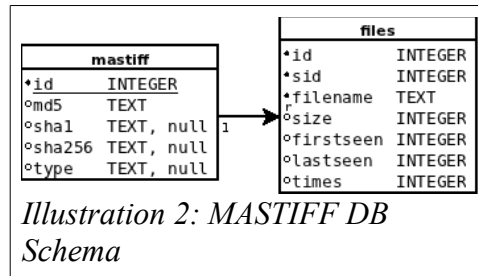 mastiff
id INTEGER
md5 TEXT
sha1 TEXT, null
sha256 TEXT, null
type TEXT, null
1
r
files
id INTEGER
sid INTEGER
filename TEXT
size INTEGER
firstseen INTEGER
lastseen INTEGER
times INTEGER
Illustration 2: MASTIFF DB
Schema